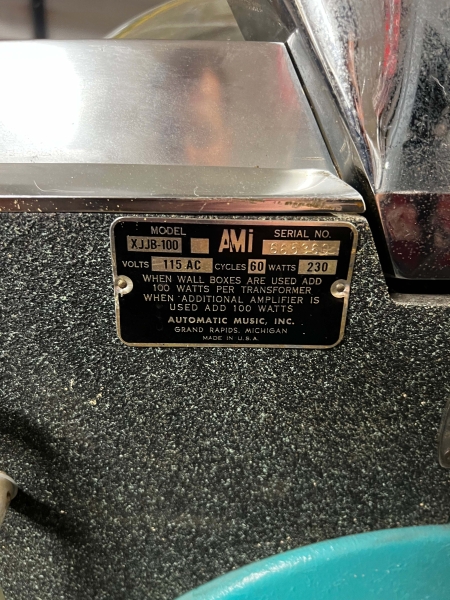 MODEL AMi SERIAL NO.
XJJB-100
VOLTS 115 AC CYCLES 60 WATTS 230
WHEN WALL BOXES ARE USED ADD
100 WATTS PER TRANSFORMER
WHEN ADDITIONAL AMPLIFIER IS
USED ADD 100 WATTS
AUTOMATIC MUSIC, INC.
GRAND RAPIDS, MICHIGAN
MADE IN U.S.A.